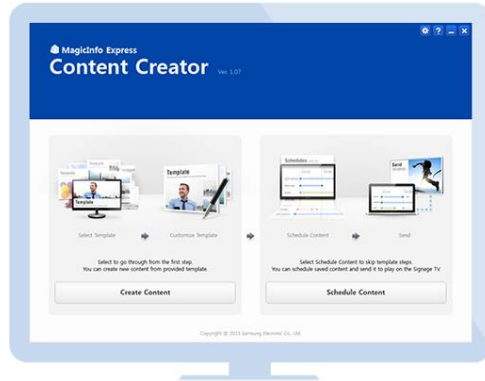 MagicInfo Express
Content Creator Ver. 1.07
Template
Template
Template
Select Template
Customize Template
Schedules
Send
Schedule Content
Send
Select to go through from the first step.
You can create new content from provided template.
Create Content
Select Schedule Content to skip template steps.
You can schedule saved content and send it to play on the Signage TV.
Schedule Content
Copyright @ 2013 Samsung Electronic Co., Ltd.